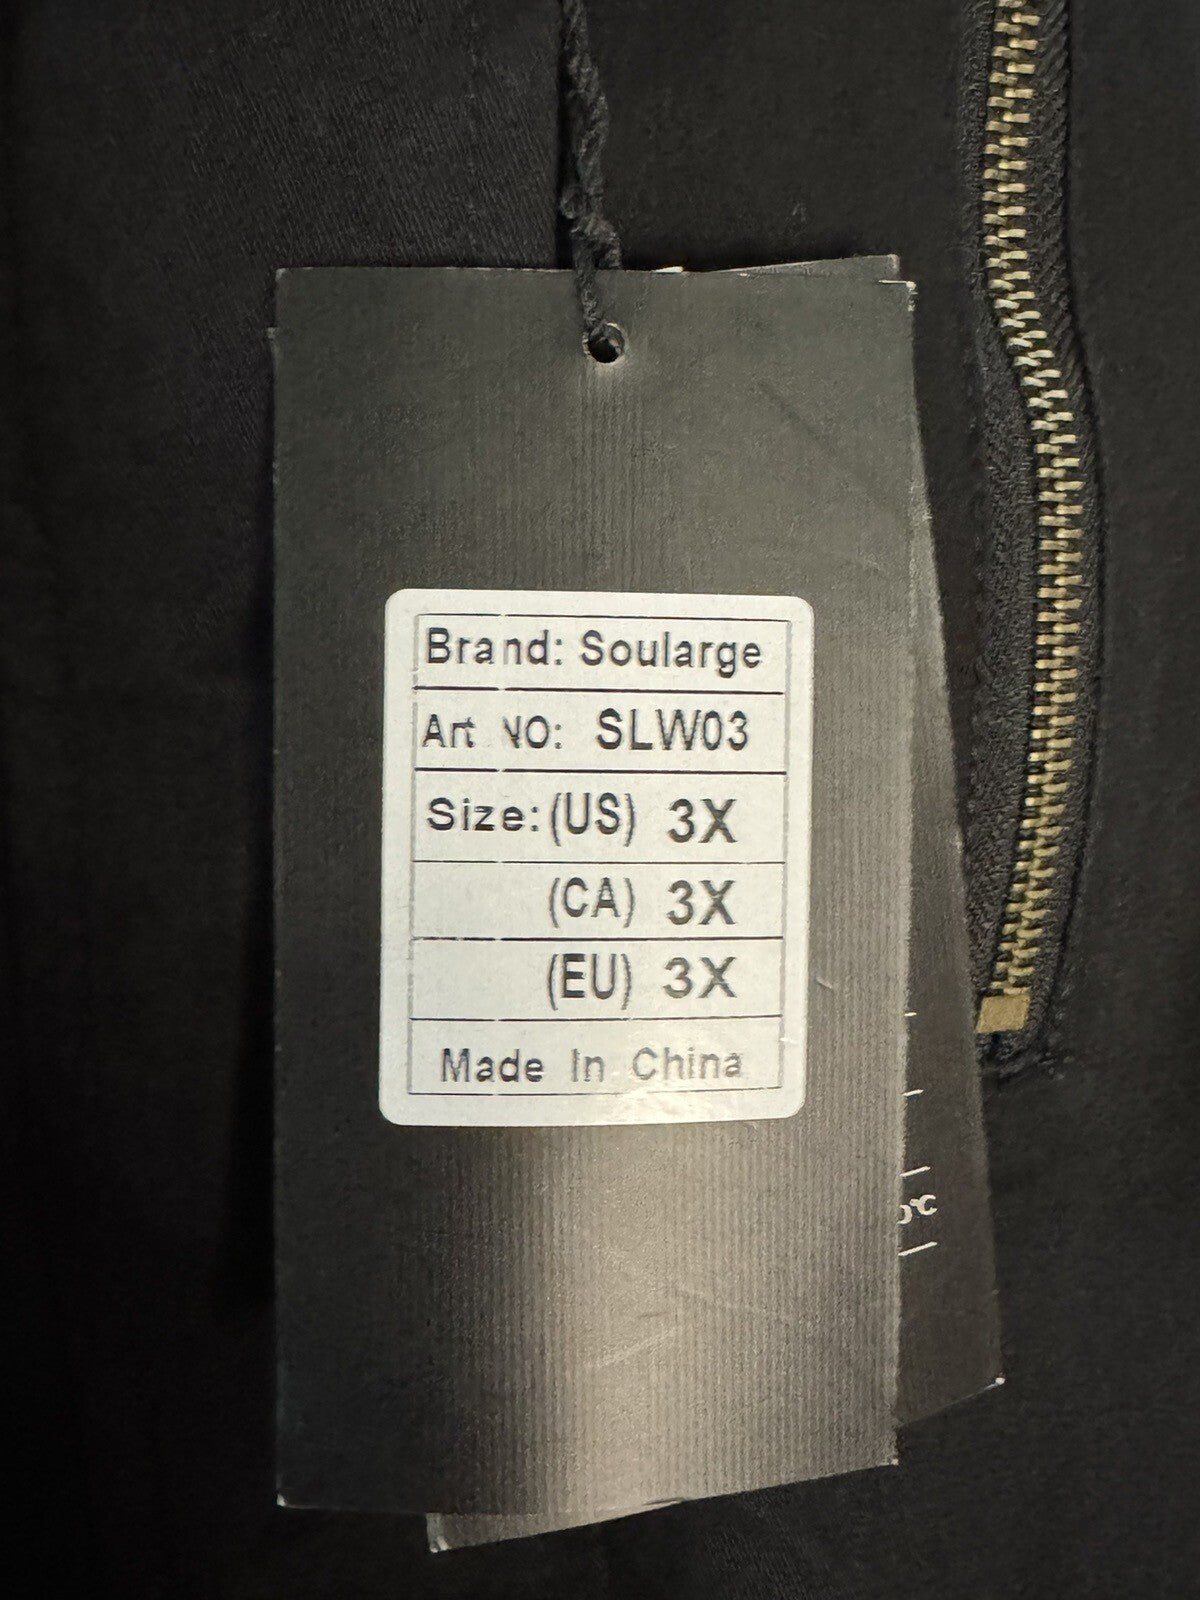 Brand: Soularge
Art NO: SLW03
Size: (US) 3X
(CA) 3X
(EU) 3X
Made In China